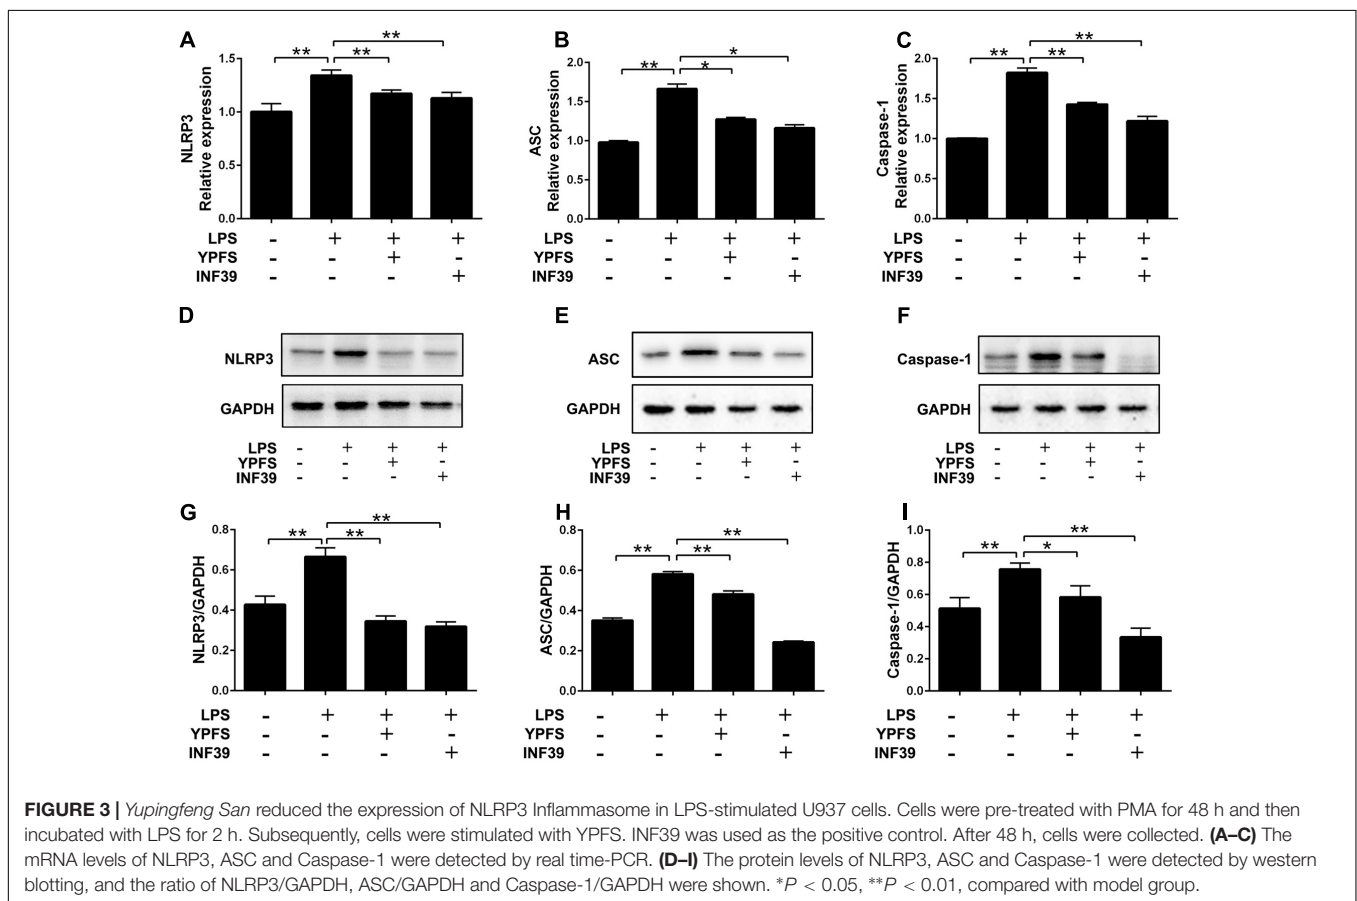 A
**
**
**
1.5
1.0
0.5
0.0
NLRP3
Relative expression
LPS - + + +
YPFS - - + -
INF39 - - - +
B
*
**
*
2.0
1.5
1.0
0.5
0.0
ASC
Relative expression
LPS - + + +
YPFS - - + -
INF39 - - - +
C
**
**
**
2.0
1.5
1.0
0.5
0.0
Caspase-1
Relative expression
LPS - + + +
YPFS - - + -
INF39 - - - +
D
NLRP3
GAPDH
LPS - + + +
YPFS - - + -
INF39 - - - +
E
ASC
GAPDH
LPS - + + +
YPFS - - + -
INF39 - - - +
F
Caspase-1
GAPDH
LPS - + + +
YPFS - - + -
INF39 - - - +
G
**
**
**
0.8
0.6
0.4
0.2
0.0
NLRP3/GAPDH
LPS - + + +
YPFS - - + -
INF39 - - - +
H
**
**
**
0.8
0.6
0.4
0.2
0.0
ASC/GAPDH
LPS - + + +
YPFS - - + -
INF39 - - - +
I
**
**
*
1.0
0.8
0.6
0.4
0.2
0.0
Caspase-1/GAPDH
LPS - + + +
YPFS - - + -
INF39 - - - +
FIGURE 3 | Yupingfeng San reduced the expression of NLRP3 Inflammasome in LPS-stimulated U937 cells. Cells were pre-treated with PMA for 48 h and then
incubated with LPS for 2 h. Subsequently, cells were stimulated with YPFS. INF39 was used as the positive control. After 48 h, cells were collected. (A–C) The
mRNA levels of NLRP3, ASC and Caspase-1 were detected by real time-PCR. (D–I) The protein levels of NLRP3, ASC and Caspase-1 were detected by western
blotting, and the ratio of NLRP3/GAPDH, ASC/GAPDH and Caspase-1/GAPDH were shown. *P < 0.05, **P < 0.01, compared with model group.